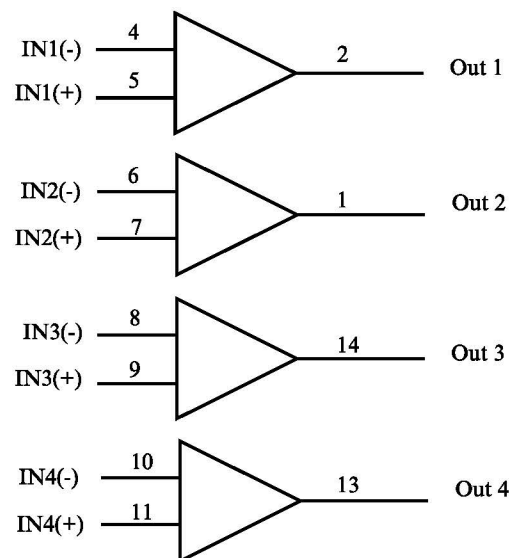 IN1(-) 4
IN1(+) 5
2 Out 1
IN2(-) 6
IN2(+) 7
1 Out 2
IN3(-) 8
IN3(+) 9
14 Out 3
IN4(-) 10
IN4(+) 11
13 Out 4